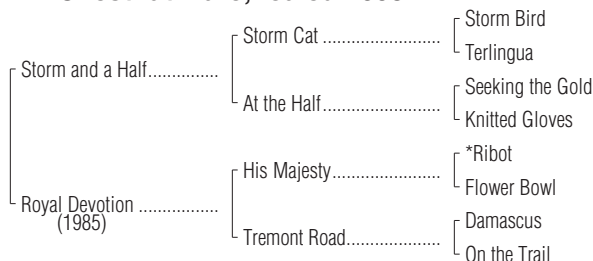 Storm Bird
Storm Cat
Terlingua
Storm and a Half
Seeking the Gold
At the Half
Knitted Gloves
*Ribot
His Majesty
Flower Bowl
Royal Devotion
(1985)
Damascus
Tremont Road
On the Trail